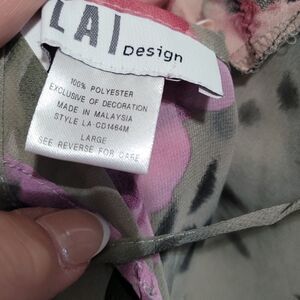 LAI Design
100% POLYESTER
EXCLUSIVE OF DECORATION
MADE IN MALAYSIA
STYLE LA-CD1464M
LARGE
SEE REVERSE FOR CARE